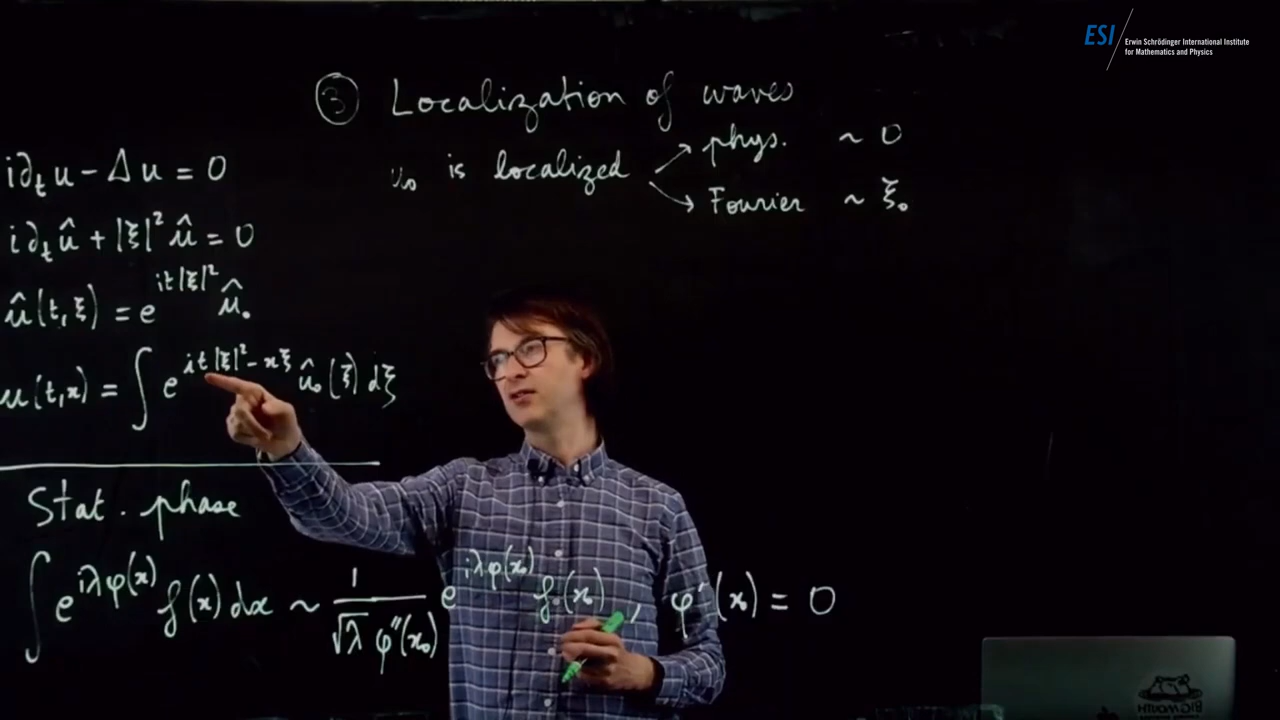 ESI
Erwin Schrödinger International Institute
for Mathematics and Physics
③ Localization of waves
u₀ is localized → phys. ~ 0
→ Fourier ~ ξ₀
i∂ₜu − Δu = 0
i∂ₜû + |ξ|² û = 0
û(t,ξ) = e^{it|ξ|²} û₀
u(t,x) = ∫ e^{it|ξ|² − xξ} û₀(ξ) dξ
Stat. phase
∫ e^{iλφ(x)} f(x) dx ~ 1/(√λ φ''(x₀)) e^{iλφ(x₀)} f(x₀), φ'(x₀) = 0